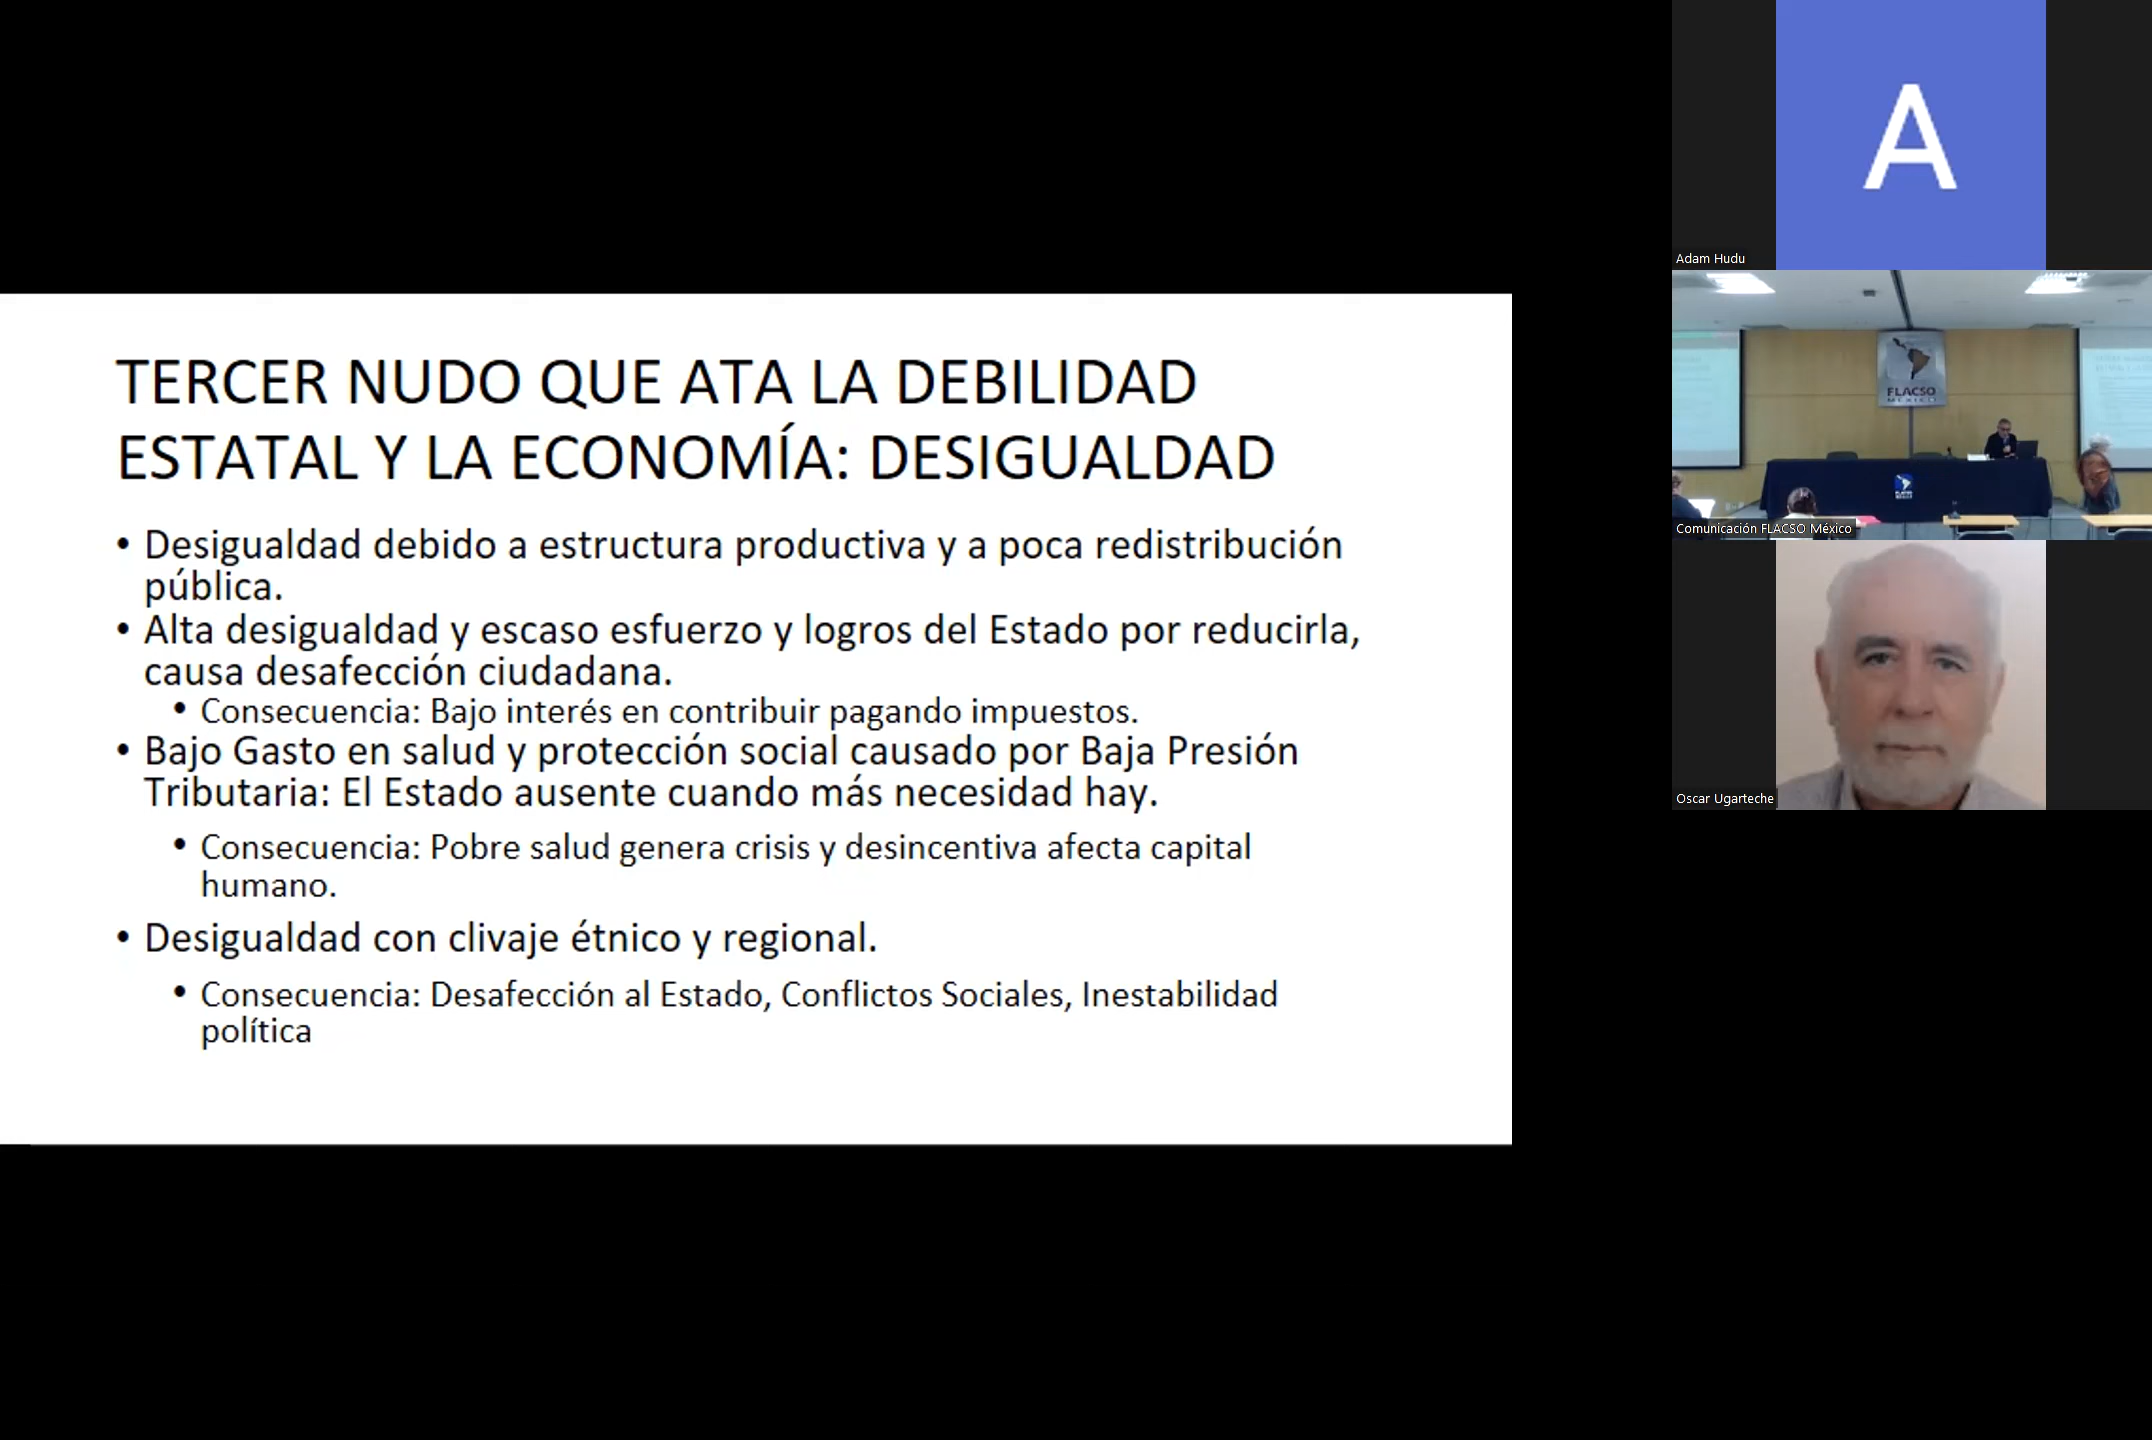 TERCER NUDO QUE ATA LA DEBILIDAD
ESTATAL Y LA ECONOMÍA: DESIGUALDAD
• Desigualdad debido a estructura productiva y a poca redistribución
pública.
• Alta desigualdad y escaso esfuerzo y logros del Estado por reducirla,
causa desafección ciudadana.
• Consecuencia: Bajo interés en contribuir pagando impuestos.
• Bajo Gasto en salud y protección social causado por Baja Presión
Tributaria: El Estado ausente cuando más necesidad hay.
• Consecuencia: Pobre salud genera crisis y desincentiva afecta capital
humano.
• Desigualdad con clivaje étnico y regional.
• Consecuencia: Desafección al Estado, Conflictos Sociales, Inestabilidad
política
A
Adam Hudu
FLACSO
MÉXICO
Comunicación FLACSO México
Oscar Ugarteche